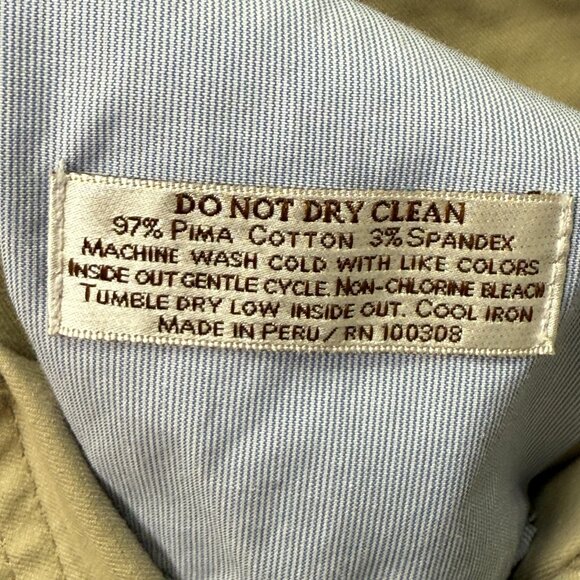 DO NOT DRY CLEAN
97% PIMA COTTON 3% SPANDEX
MACHINE WASH COLD WITH LIKE COLORS
INSIDE OUT GENTLE CYCLE. NON-CHLORINE BLEACH
TUMBLE DRY LOW INSIDE OUT. COOL IRON
MADE IN PERU / RN 100308